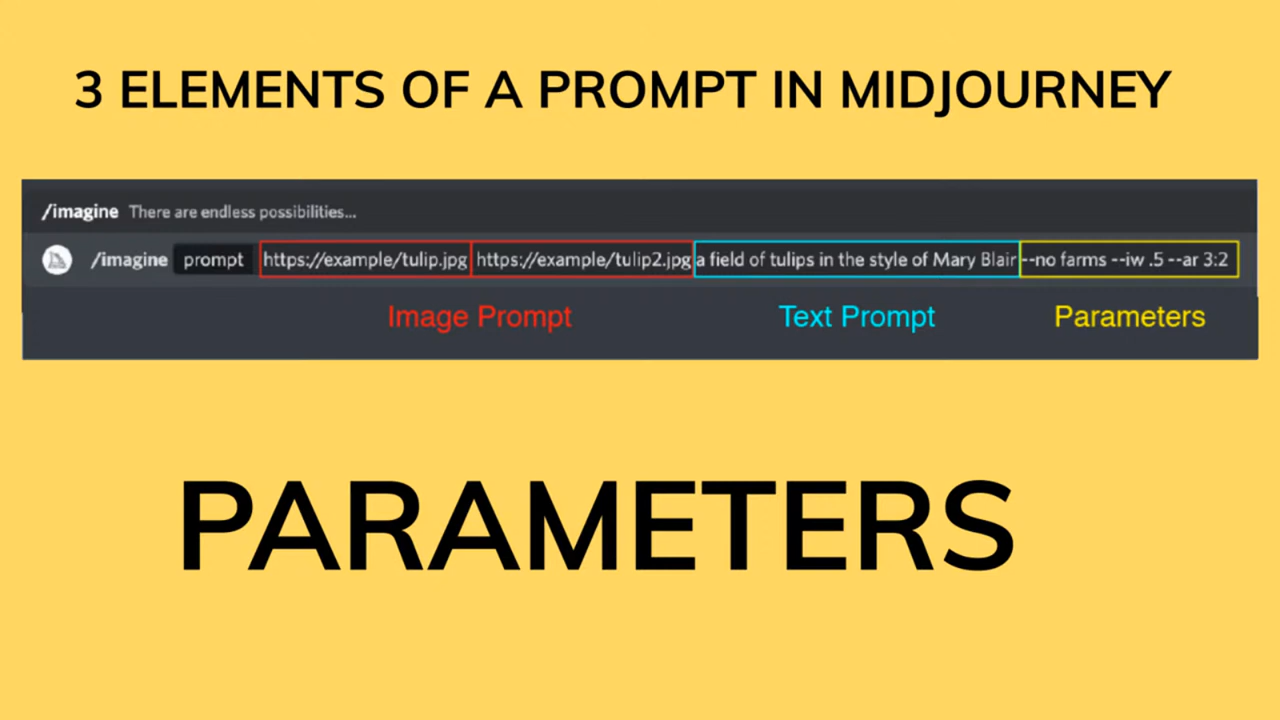 3 ELEMENTS OF A PROMPT IN MIDJOURNEY
/imagine There are endless possibilities...
/imagine prompt https://example/tulip.jpg https://example/tulip2.jpg a field of tulips in the style of Mary Blair --no farms --iw .5 --ar 3:2
Image Prompt Text Prompt Parameters
PARAMETERS